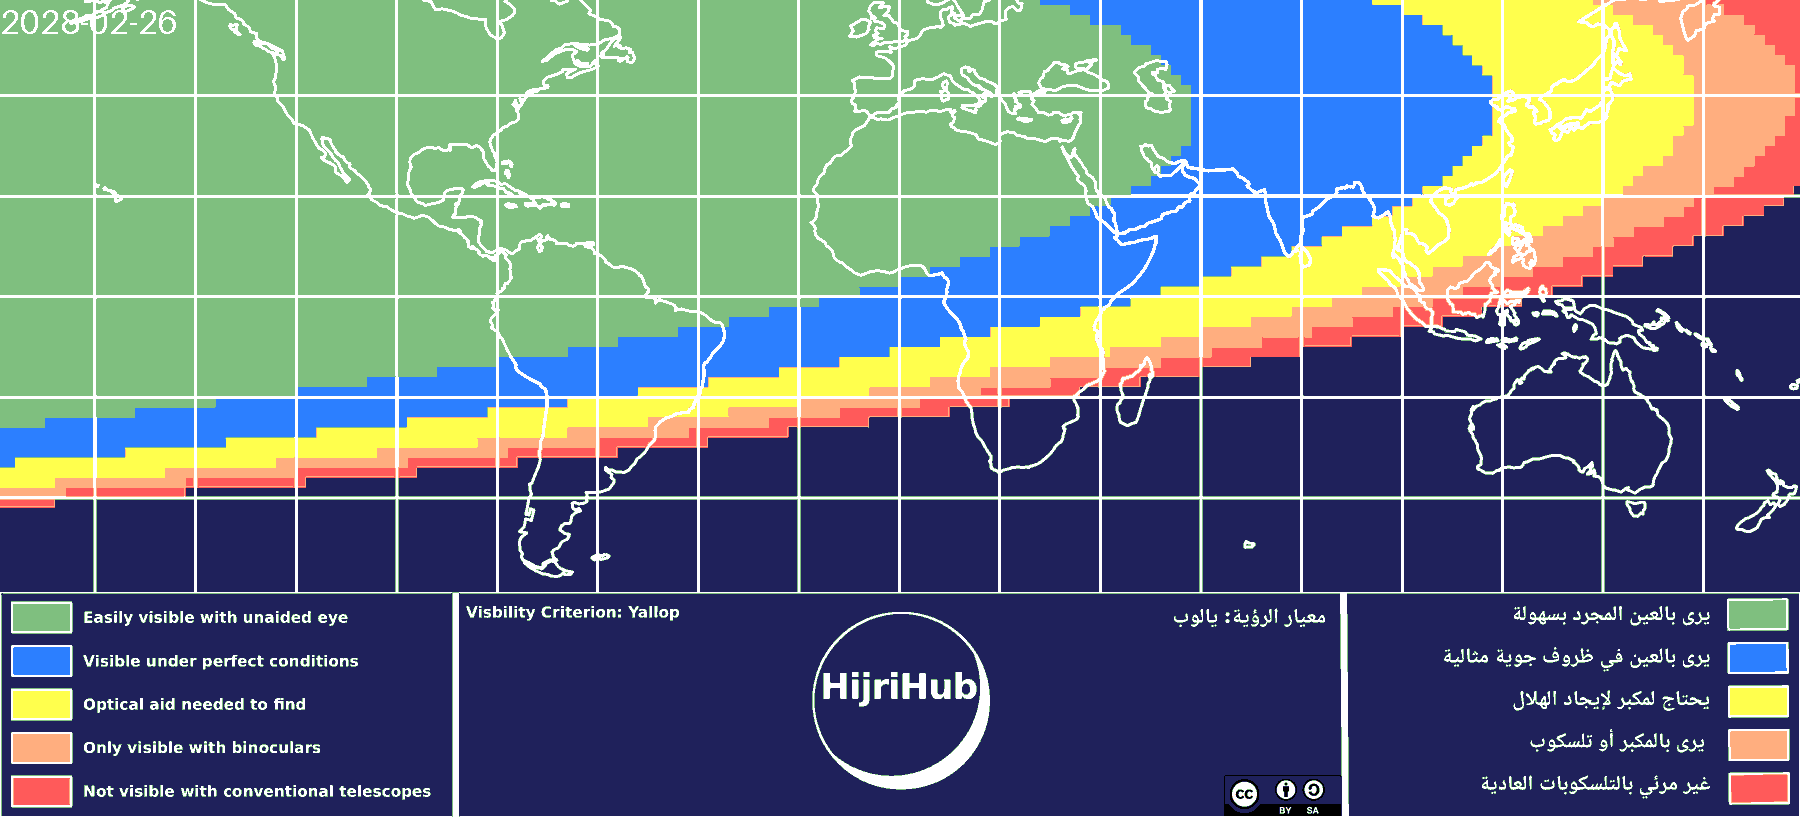 2028-02-26
Easily visible with unaided eye
Visible under perfect conditions
Optical aid needed to find
Only visible with binoculars
Not visible with conventional telescopes
Visbility Criterion: Yallop
معيار الرؤية: يالوب
HijriHub
cc
BY SA
يرى بالعين المجرد بسهولة
يرى بالعين في ظروف جوية مثالية
يحتاج لمكبر لإيجاد الهلال
يرى بالمكبر أو تلسكوب
غير مرئي بالتلسكوبات العادية